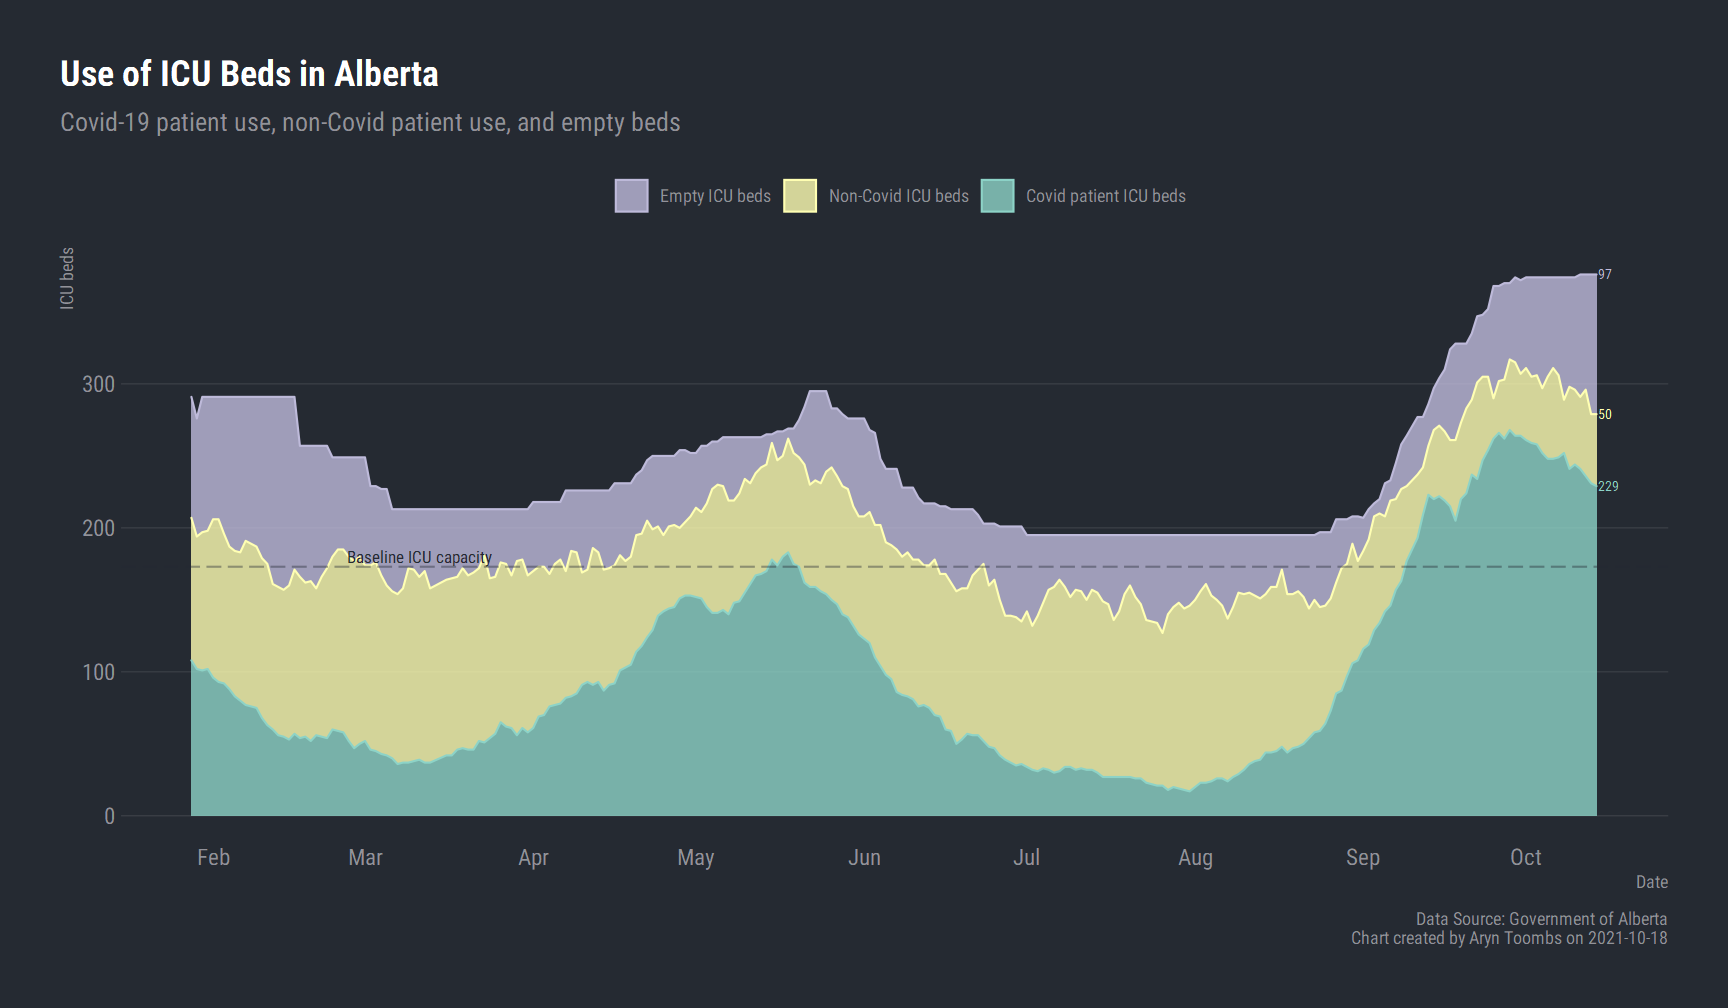 Use of ICU Beds in Alberta
Covid-19 patient use, non-Covid patient use, and empty beds
Empty ICU beds Non-Covid ICU beds Covid patient ICU beds
ICU beds
97
300
50
229
200
Baseline ICU capacity
100
0
Feb Mar Apr May Jun Jul Aug Sep Oct
Date
Data Source: Government of Alberta
Chart created by Aryn Toombs on 2021-10-18